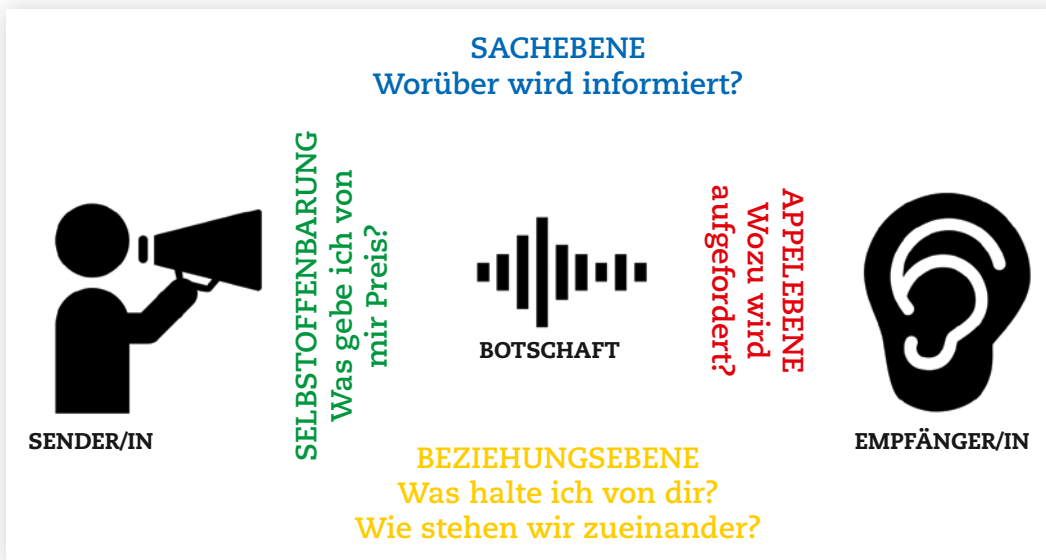 SACHEBENE
Worüber wird informiert?
SELBSTOFFENBARUNG
Was gebe ich von
mir Preis?
BOTSCHAFT
APPELEBENE
Wozu wird
aufgefordert?
SENDER/IN
EMPFÄNGER/IN
BEZIEHUNGSEBENE
Was halte ich von dir?
Wie stehen wir zueinander?